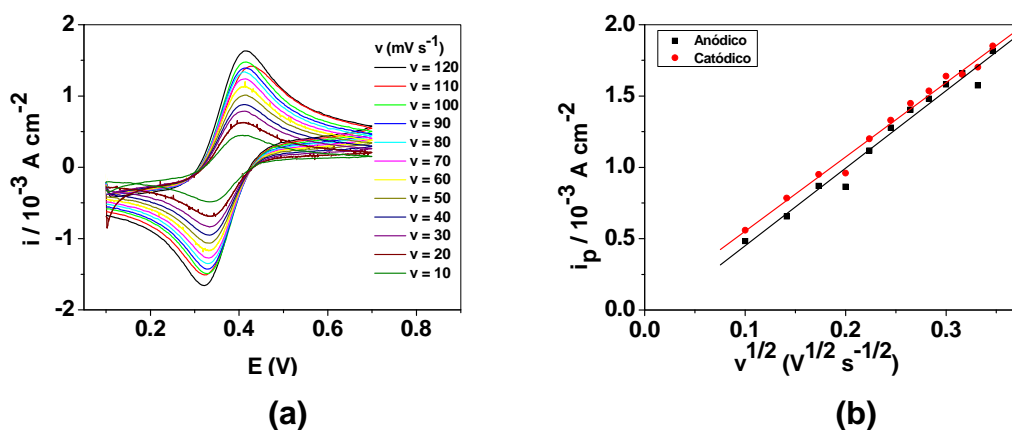 2
1
0
-1
-2
i / 10⁻³ A cm⁻²
0.2 0.4 0.6 0.8
E (V)
v (mV s⁻¹)
v = 120
v = 110
v = 100
v = 90
v = 80
v = 70
v = 60
v = 50
v = 40
v = 30
v = 20
v = 10
(a)
2.0
1.5
1.0
0.5
0.0
iₚ / 10⁻³ A cm⁻²
0.0 0.1 0.2 0.3
v^1/2 (V^1/2 s^-1/2)
Anódico
Catódico
(b)